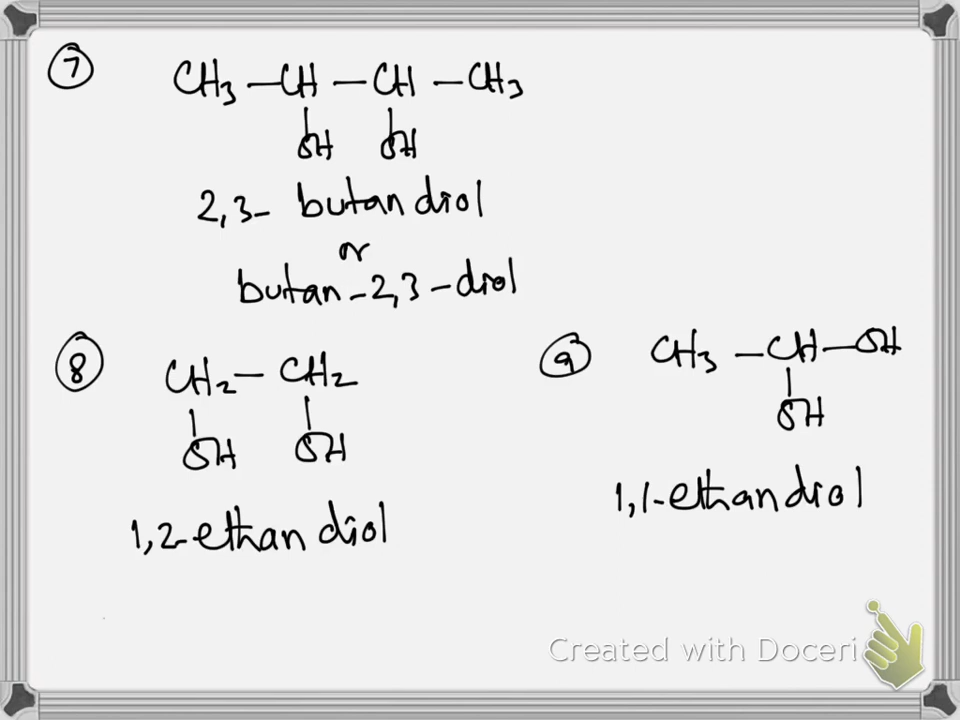 7
CH3 - CH - CH - CH3
OH OH
2,3- butandiol
or
butan-2,3-diol
8
CH2 - CH2
OH OH
1,2-ethandiol
9
CH3 - CH - OH
OH
1,1-ethandiol
Created with Doceri